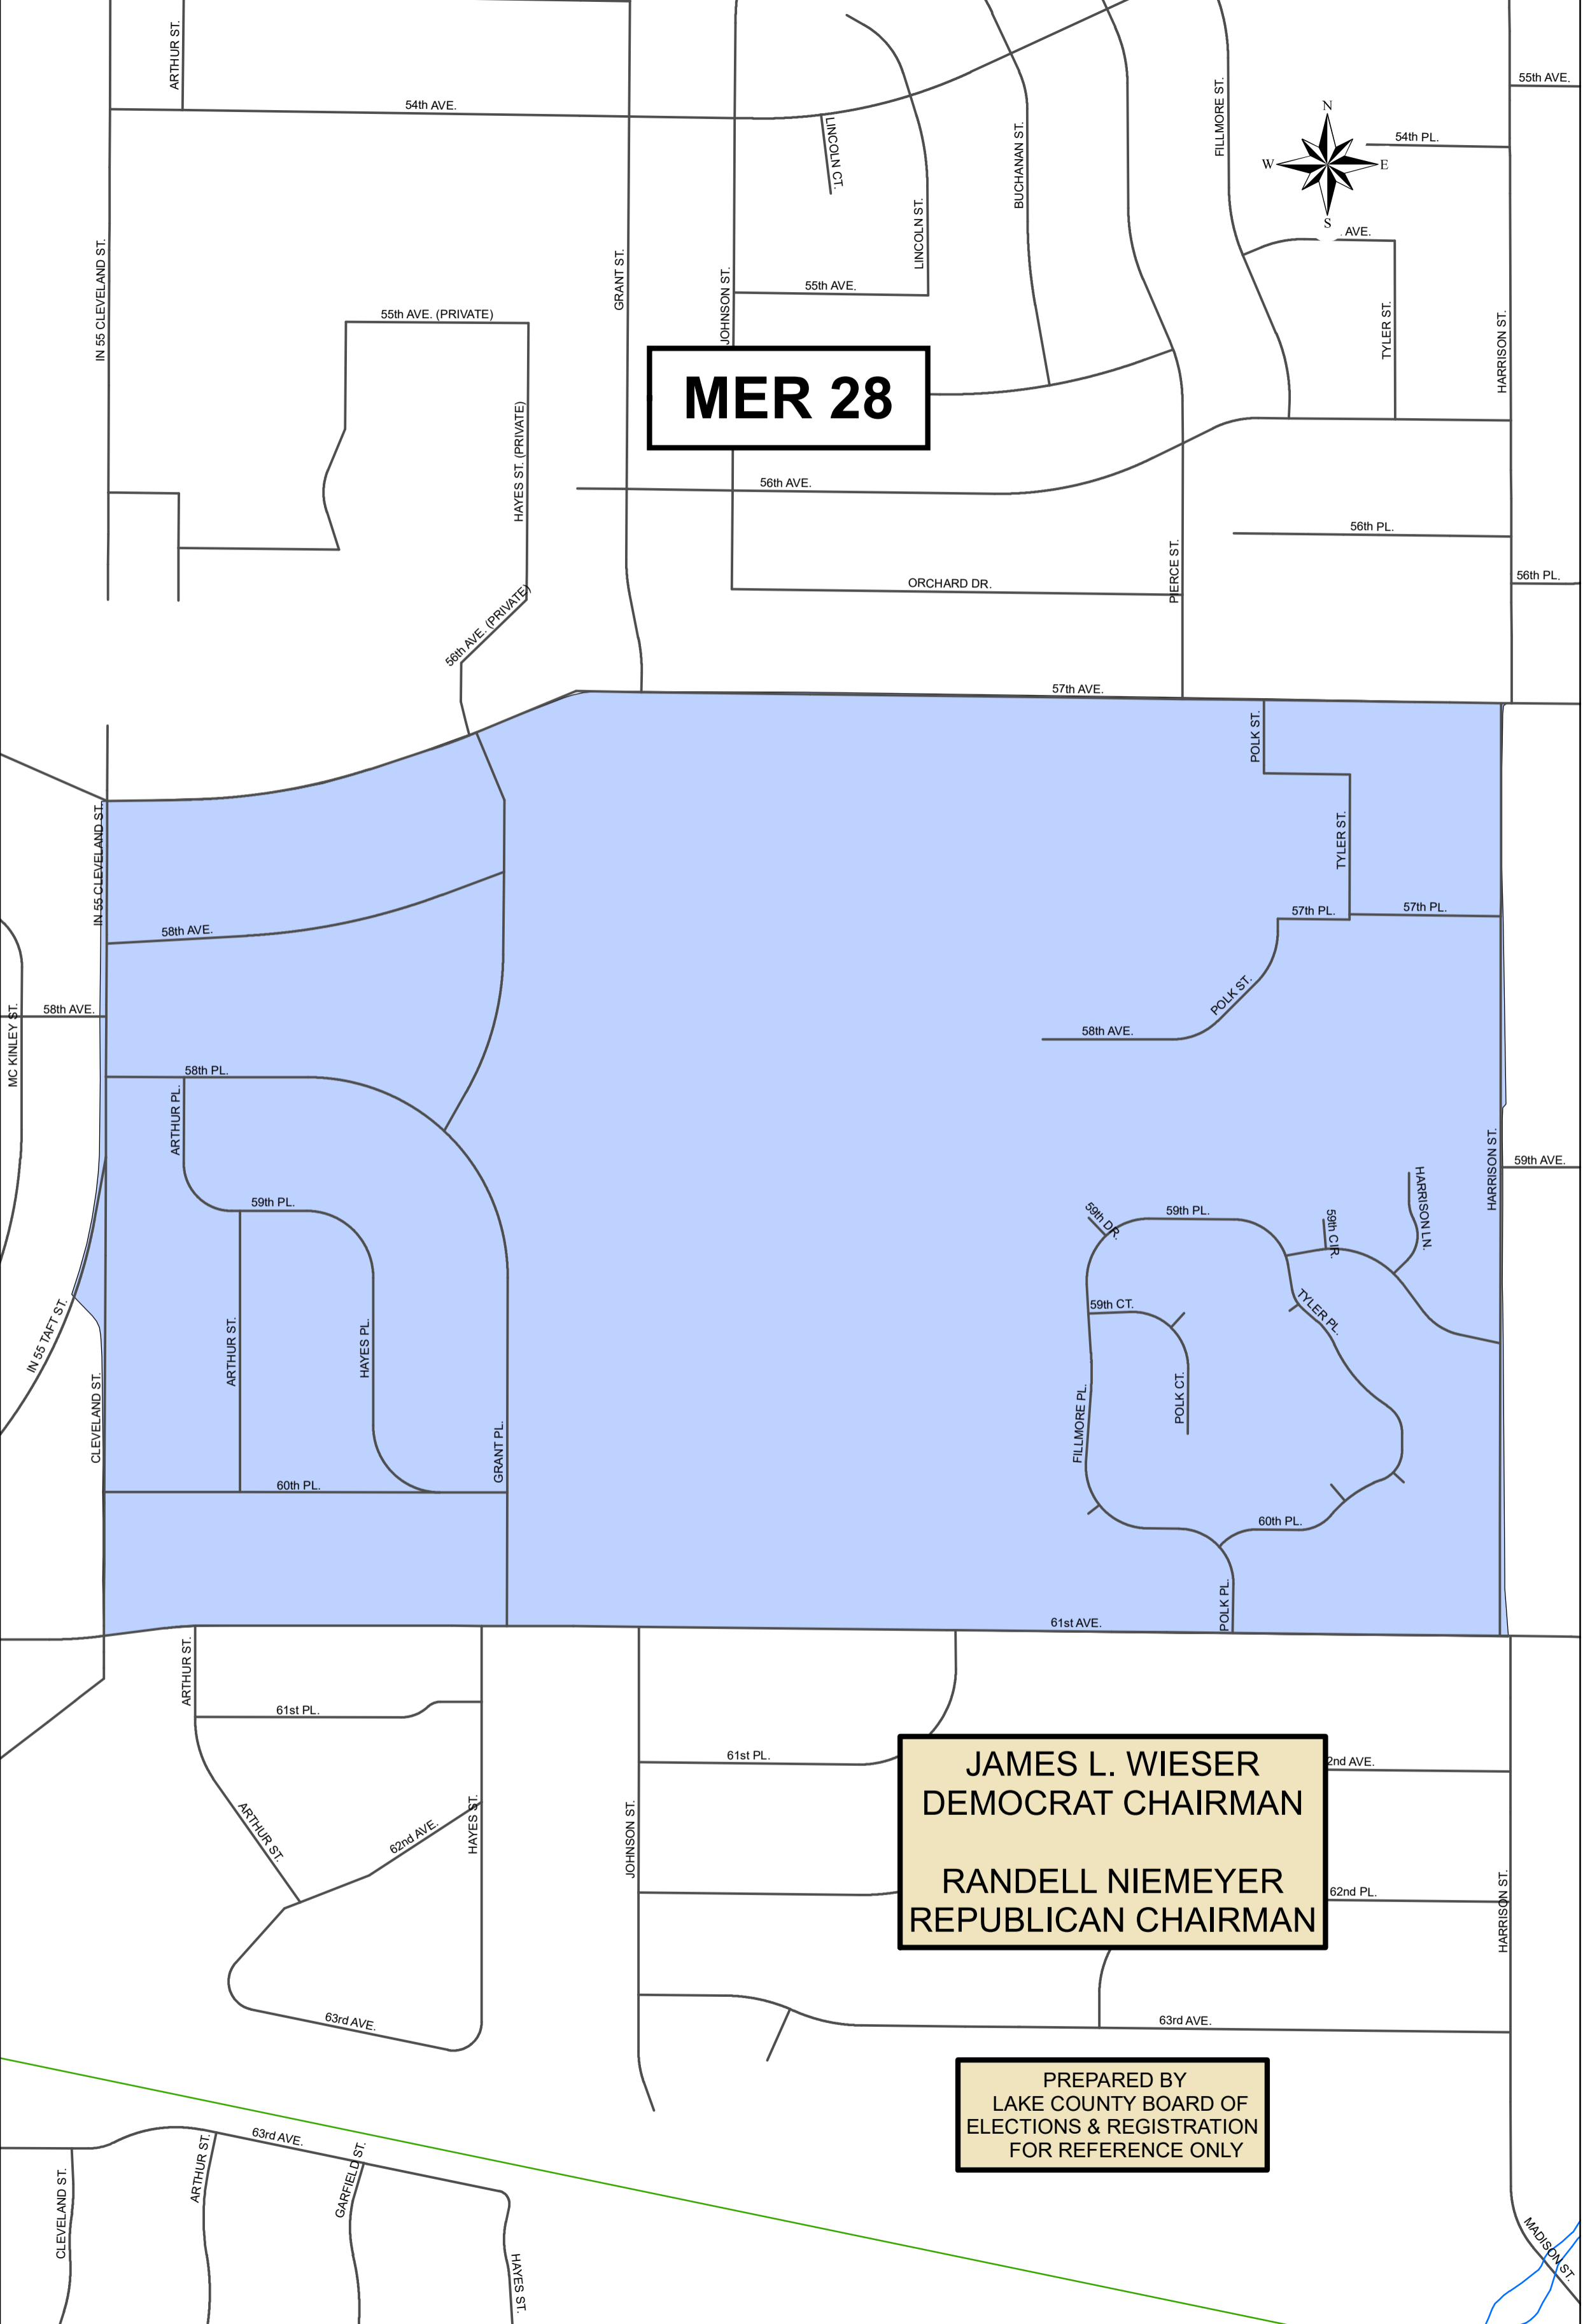 ARTHUR ST.
54th AVE.
55th AVE.
FILLMORE ST.
N
W
E
S
54th PL.
LINCOLN CT.
BUCHANAN ST.
LINCOLN ST.
AVE.
IN 55 CLEVELAND ST.
GRANT ST.
JOHNSON ST.
55th AVE.
55th AVE. (PRIVATE)
TYLER ST.
HARRISON ST.
MER 28
HAYES ST. (PRIVATE)
56th AVE.
56th PL.
PIERCE ST.
56th PL.
ORCHARD DR.
56th AVE. (PRIVATE)
57th AVE.
POLK ST.
IN 55 CLEVELAND ST.
TYLER ST.
57th PL.
57th PL.
58th AVE.
POLK ST.
MC KINLEY ST.
58th AVE.
58th AVE.
58th PL.
ARTHUR PL.
HARRISON ST.
59th AVE.
59th PL.
59th DR.
59th PL.
59th CIR.
HARRISON LN.
IN 55 TAFT ST.
ARTHUR ST.
HAYES PL.
59th CT.
TYLER PL.
CLEVELAND ST.
GRANT PL.
FILLMORE PL.
POLK CT.
60th PL.
60th PL.
POLK PL.
61st AVE.
ARTHUR ST.
61st PL.
61st PL.
JAMES L. WIESER
DEMOCRAT CHAIRMAN
RANDELL NIEMEYER
REPUBLICAN CHAIRMAN
2nd AVE.
ARTHUR ST.
62nd AVE.
HAYES ST.
JOHNSON ST.
62nd PL.
HARRISON ST.
63rd AVE.
63rd AVE.
PREPARED BY
LAKE COUNTY BOARD OF
ELECTIONS & REGISTRATION
FOR REFERENCE ONLY
63rd AVE.
CLEVELAND ST.
ARTHUR ST.
GARFIELD ST.
HAYES ST.
MADISON ST.